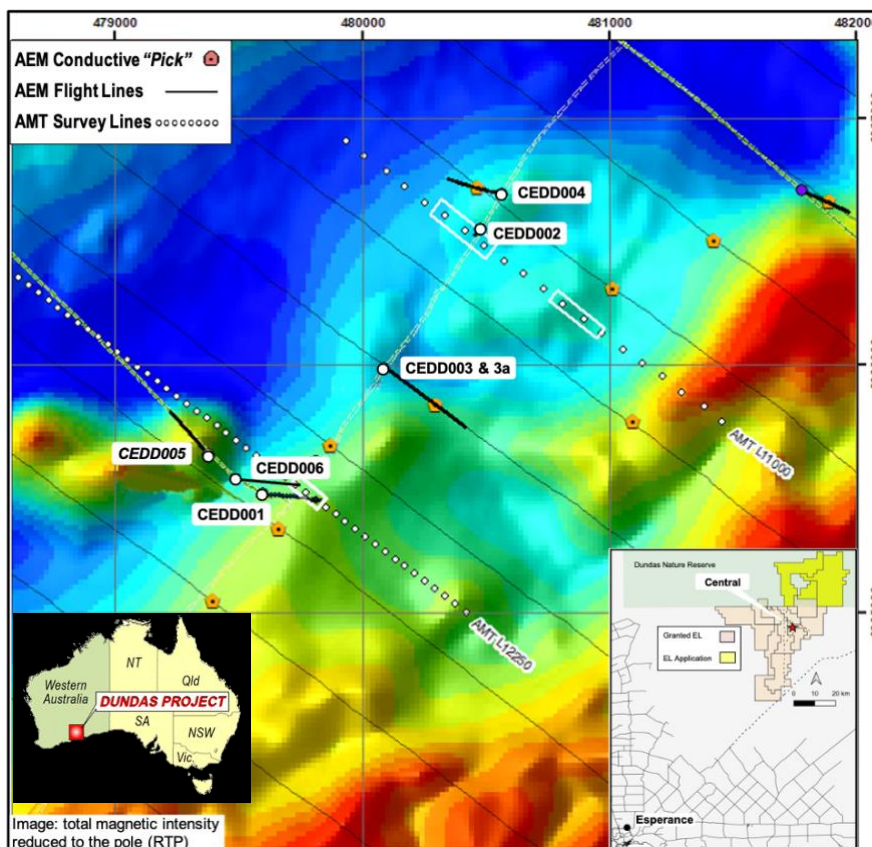 479000
480000
481000
AEM Conductive “Pick”
AEM Flight Lines
AMT Survey Lines
CEDD004
CEDD002
CEDD003 & 3a
CEDD005
CEDD006
CEDD001
AMT L11000
AMT L12250
NT
Qld
Western
Australia
DUNDAS PROJECT
SA
NSW
Vic.
Image: total magnetic intensity
reduced to the pole (RTP)
Dundas Nature Reserve
Central
Granted EL
EL Application
0 10 20 km
Esperance